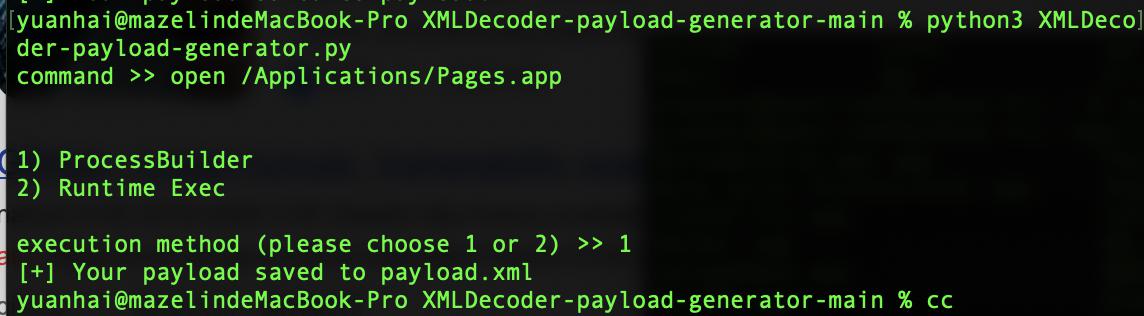 [yuanhai@mazelindeMacBook-Pro XMLDecoder-payload-generator-main % python3 XMLDeco]
der-payload-generator.py
command >> open /Applications/Pages.app
1) ProcessBuilder
2) Runtime Exec
execution method (please choose 1 or 2) >> 1
[+] Your payload saved to payload.xml
yuanhai@mazelindeMacBook-Pro XMLDecoder-payload-generator-main % cc